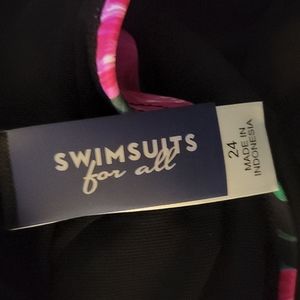 SWIMSUITS
for all
24
MADE IN
INDONESIA